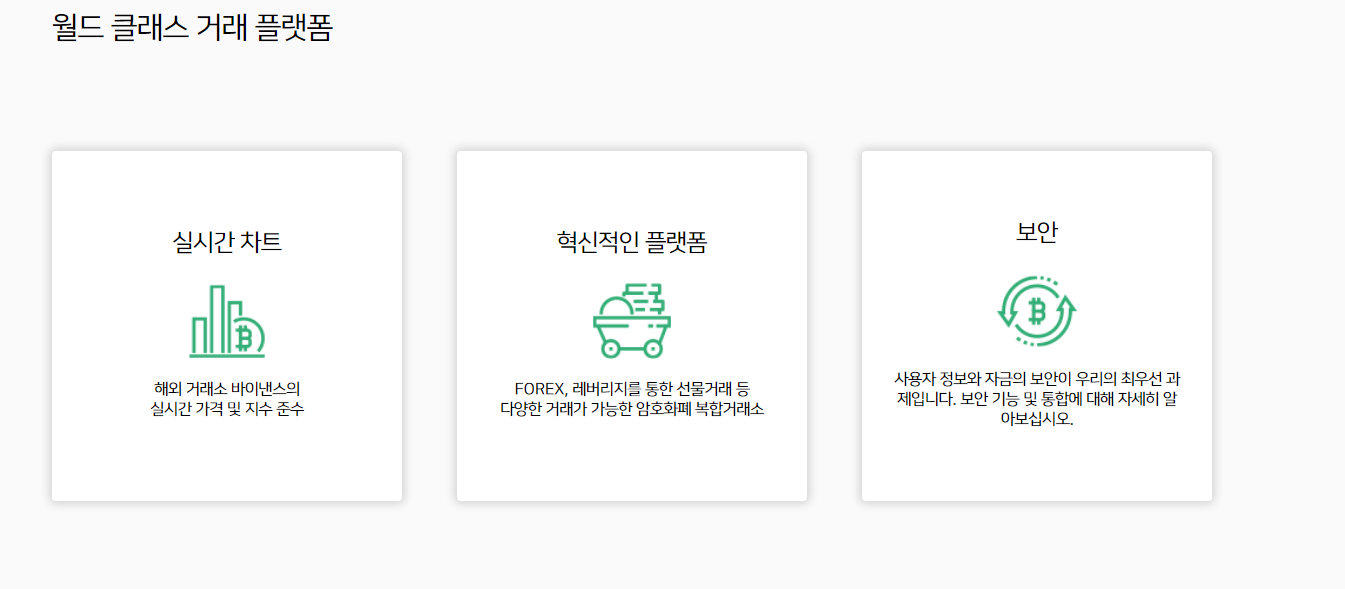 월드 클래스 거래 플랫폼
실시간 차트
해외 거래소 바이낸스의
실시간 가격 및 지수 준수
혁신적인 플랫폼
FOREX, 레버리지를 통한 선물거래 등
다양한 거래가 가능한 암호화폐 복합거래소
보안
사용자 정보와 자금의 보안이 우리의 최우선 과
제입니다. 보안 기능 및 통합에 대해 자세히 알
아보십시오.